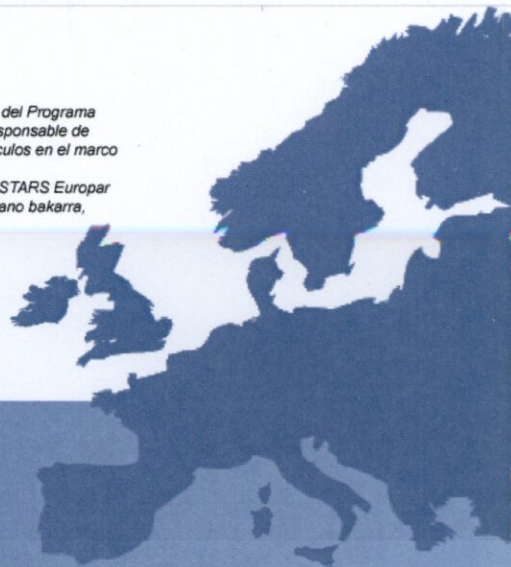 del Programa
sponsable de
culos en el marco
STARS Europar
ano bakarra,